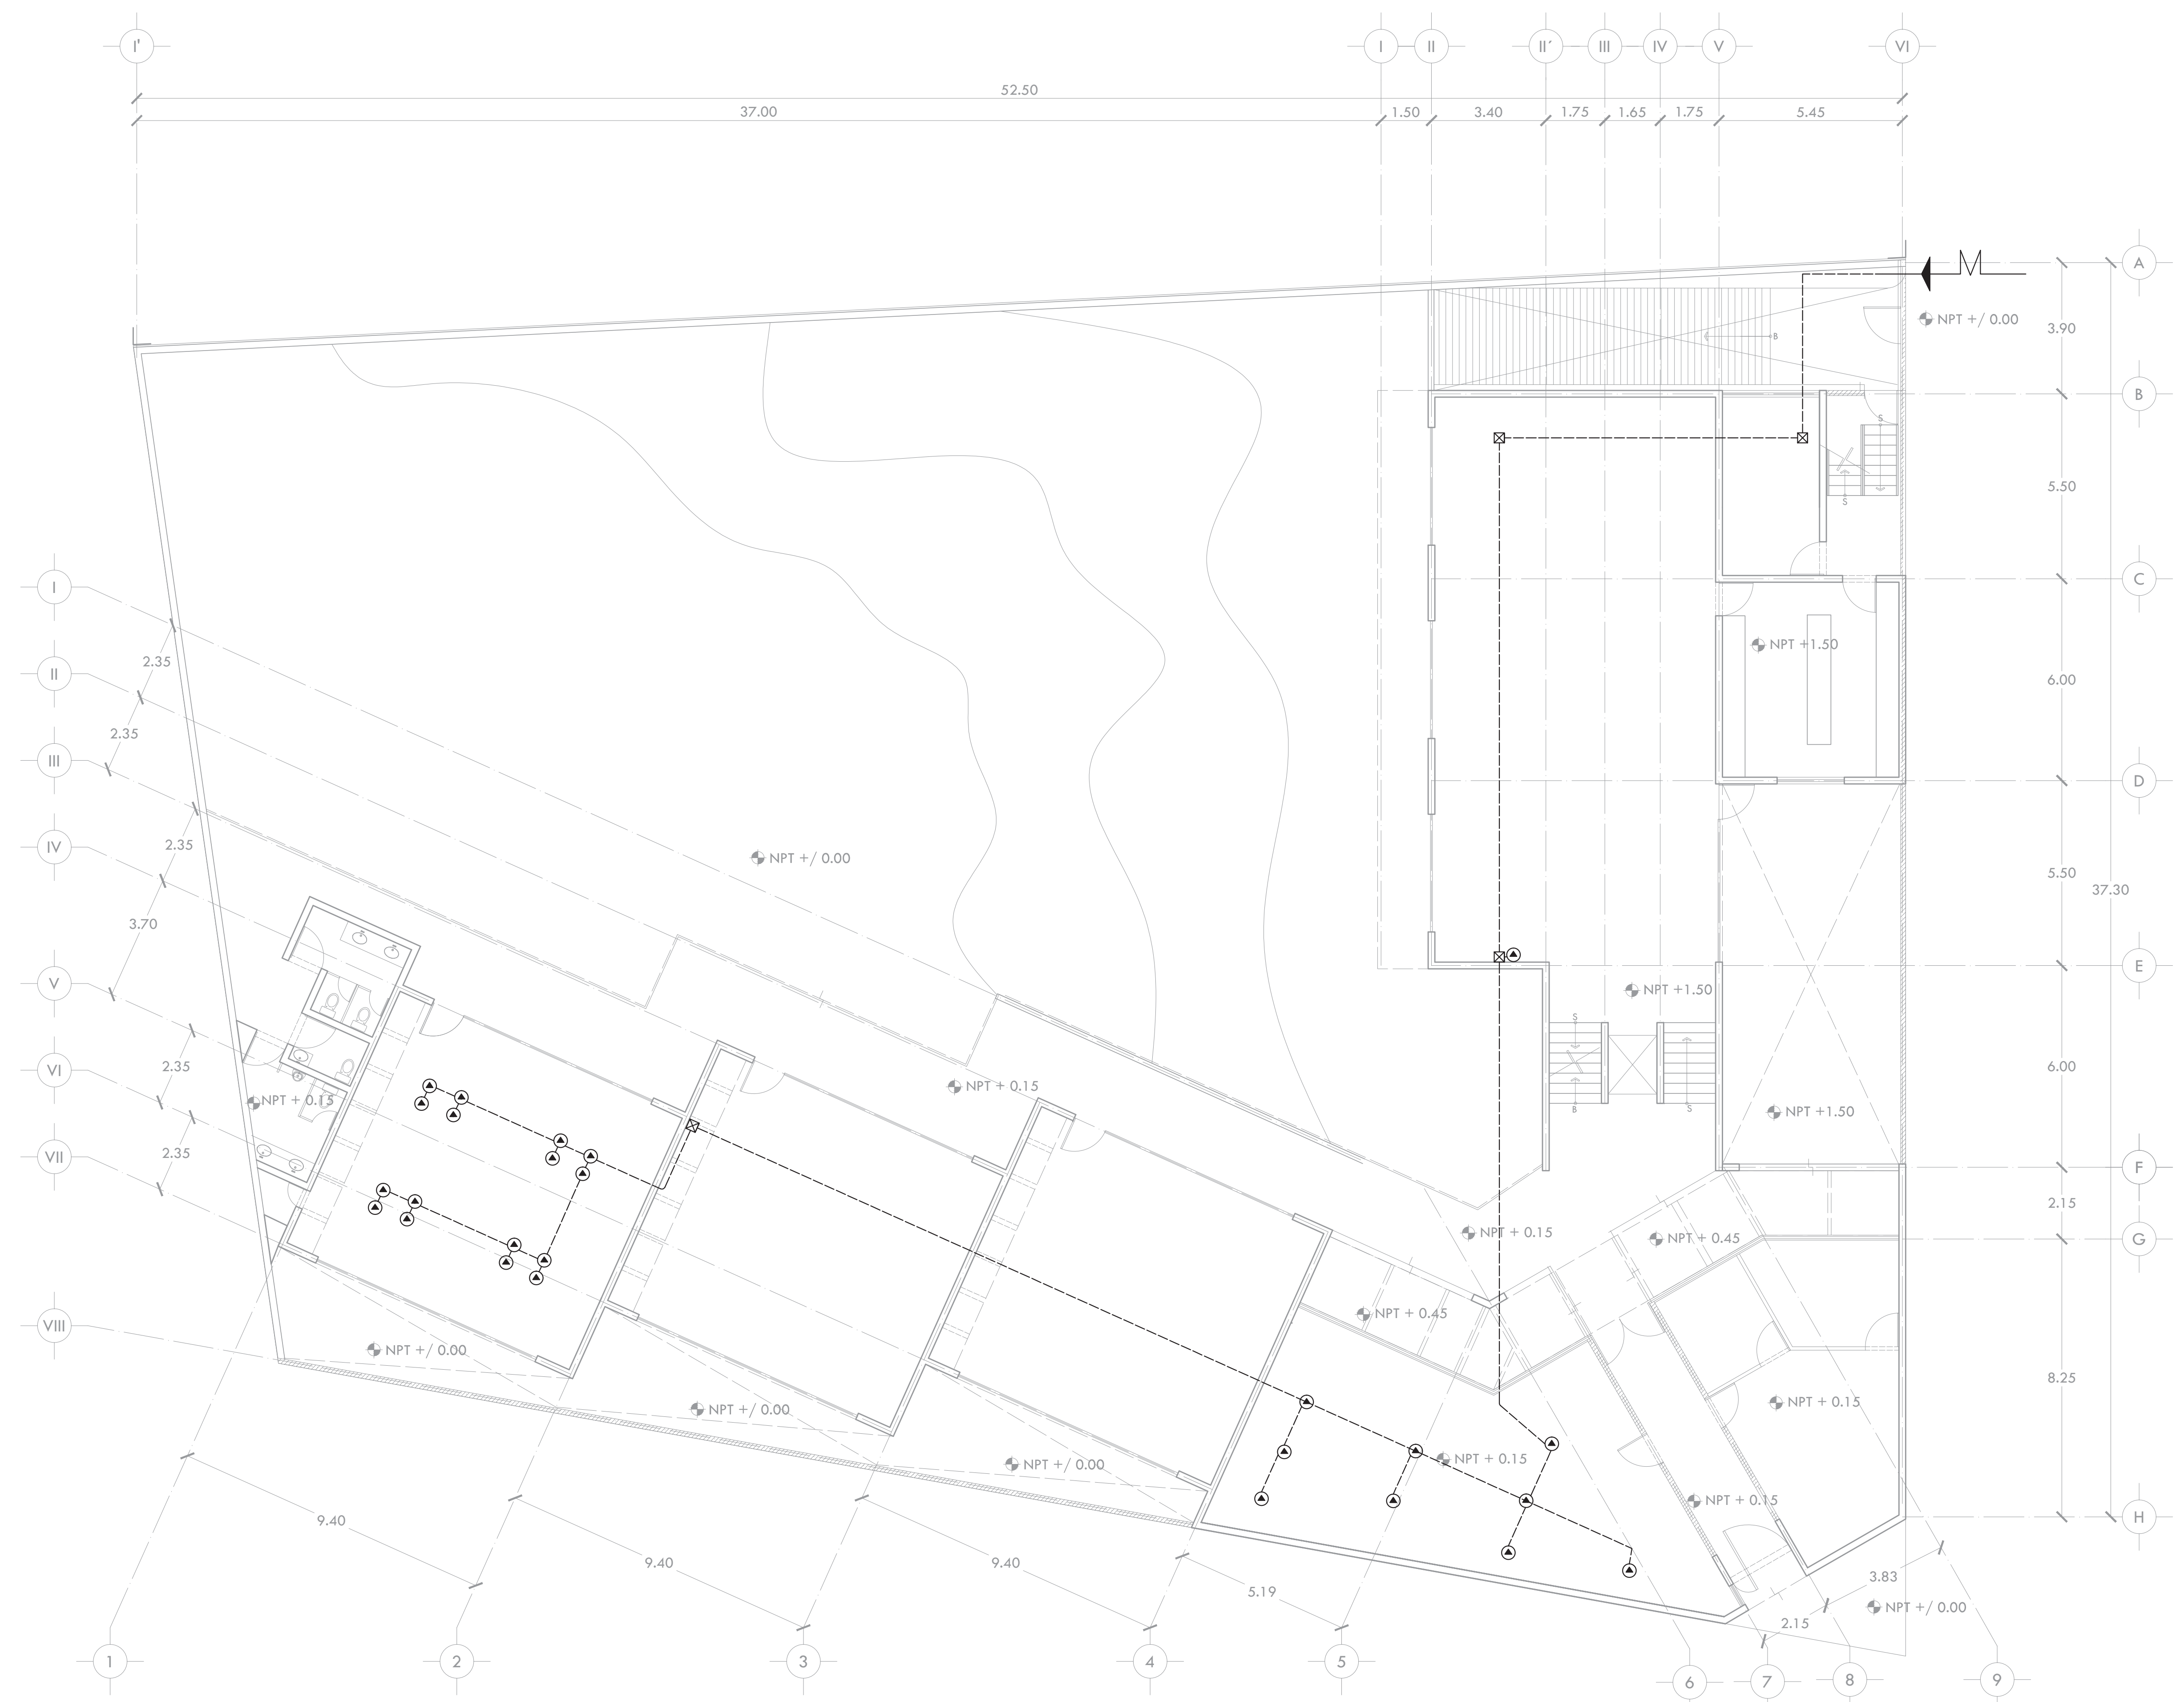 I' I II II´ III IV V VI
52.50
37.00 1.50 3.40 1.75 1.65 1.75 5.45
A
M
NPT +/ 0.00
3.90
B
B
S
5.50
S
I
C
2.35
NPT +1.50
II
6.00
2.35
III
D
2.35
IV
NPT +/ 0.00
5.50
37.30
3.70
E
V
NPT +1.50
S
2.35
VI
6.00
NPT + 0.15
NPT + 0.15
B
S
NPT +1.50
2.35
VII
F
2.15
NPT + 0.15
NPT + 0.45
G
NPT + 0.45
VIII
NPT +/ 0.00
8.25
NPT +/ 0.00
NPT + 0.15
NPT +/ 0.00
NPT + 0.15
NPT + 0.15
H
9.40
9.40
9.40
5.19
3.83
NPT +/ 0.00
2.15
1 2 3 4 5 6 7 8 9